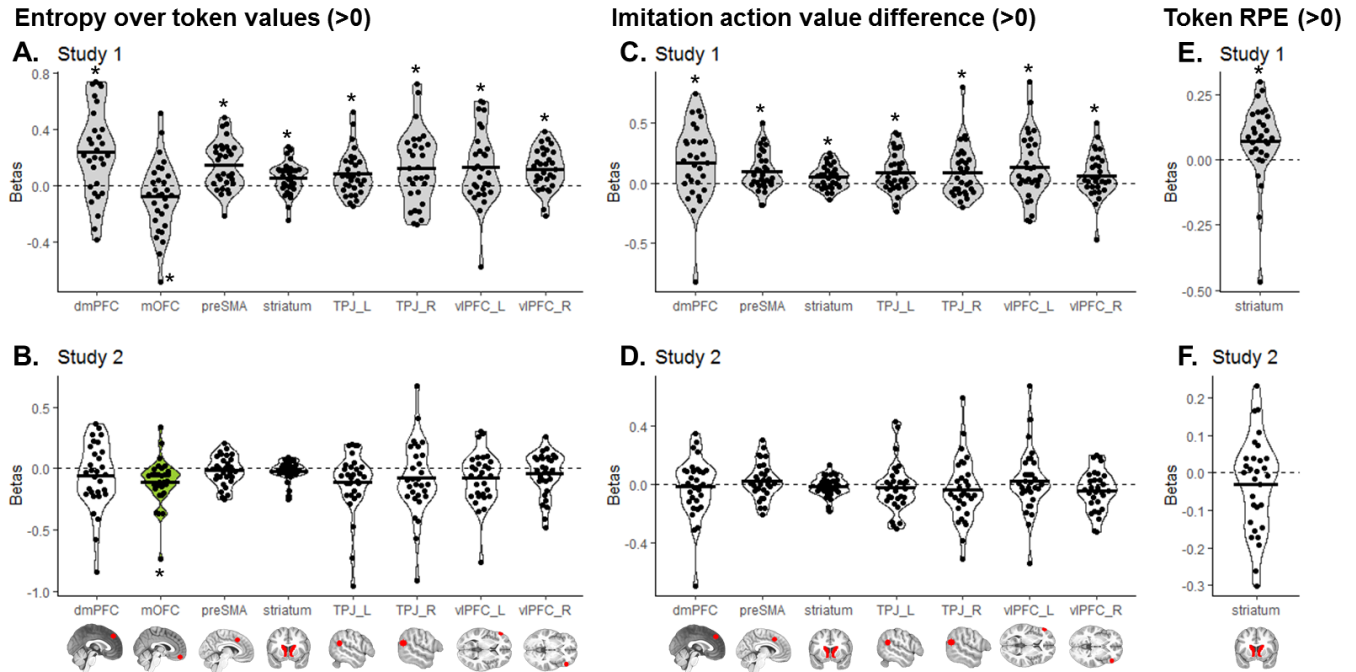 Entropy over token values (>0)
Imitation action value difference (>0)
Token RPE (>0)
A. Study 1
*
*
*
*
*
*
*
*
0.8
0.4
0.0
-0.4
Betas
dmPFC mOFC preSMA striatum TPJ_L TPJ_R vlPFC_L vlPFC_R
C. Study 1
*
*
*
*
*
*
*
0.5
0.0
-0.5
Betas
dmPFC preSMA striatum TPJ_L TPJ_R vlPFC_L vlPFC_R
E. Study 1
*
0.25
0.00
-0.25
-0.50
Betas
striatum
B. Study 2
0.5
0.0
-0.5
-1.0
Betas
*
dmPFC mOFC preSMA striatum TPJ_L TPJ_R vlPFC_L vlPFC_R
D. Study 2
0.4
0.0
-0.4
Betas
dmPFC preSMA striatum TPJ_L TPJ_R vlPFC_L vlPFC_R
F. Study 2
0.2
0.1
0.0
-0.1
-0.2
-0.3
Betas
striatum